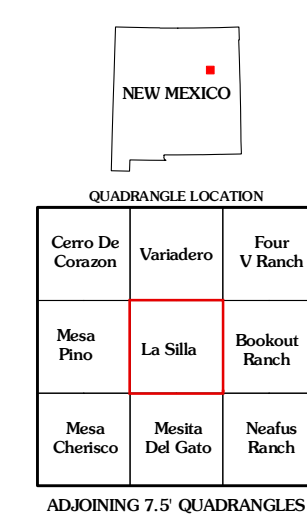 NEW MEXICO
QUADRANGLE LOCATION
Cerro De
Corazon
Variadero
Four
V Ranch
Mesa
Pino
La Silla
Bookout
Ranch
Mesa
Cherisco
Mesita
Del Gato
Neafus
Ranch
ADJOINING 7.5' QUADRANGLES